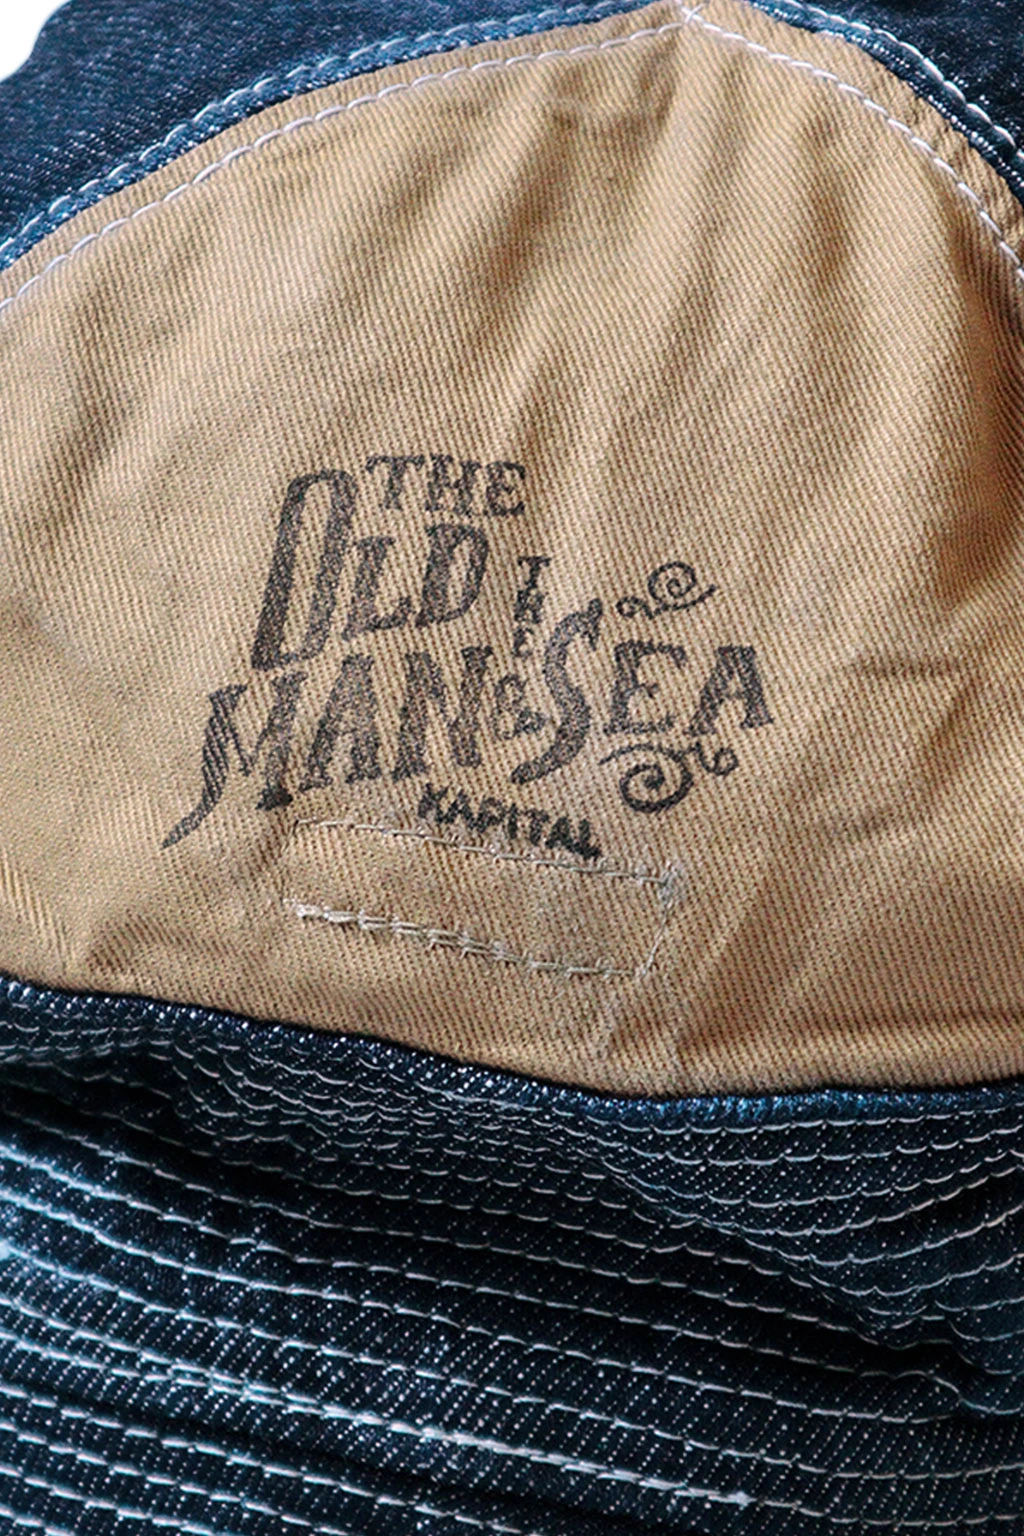 THE
OLD THE
MAN & SEA
KAPITAL